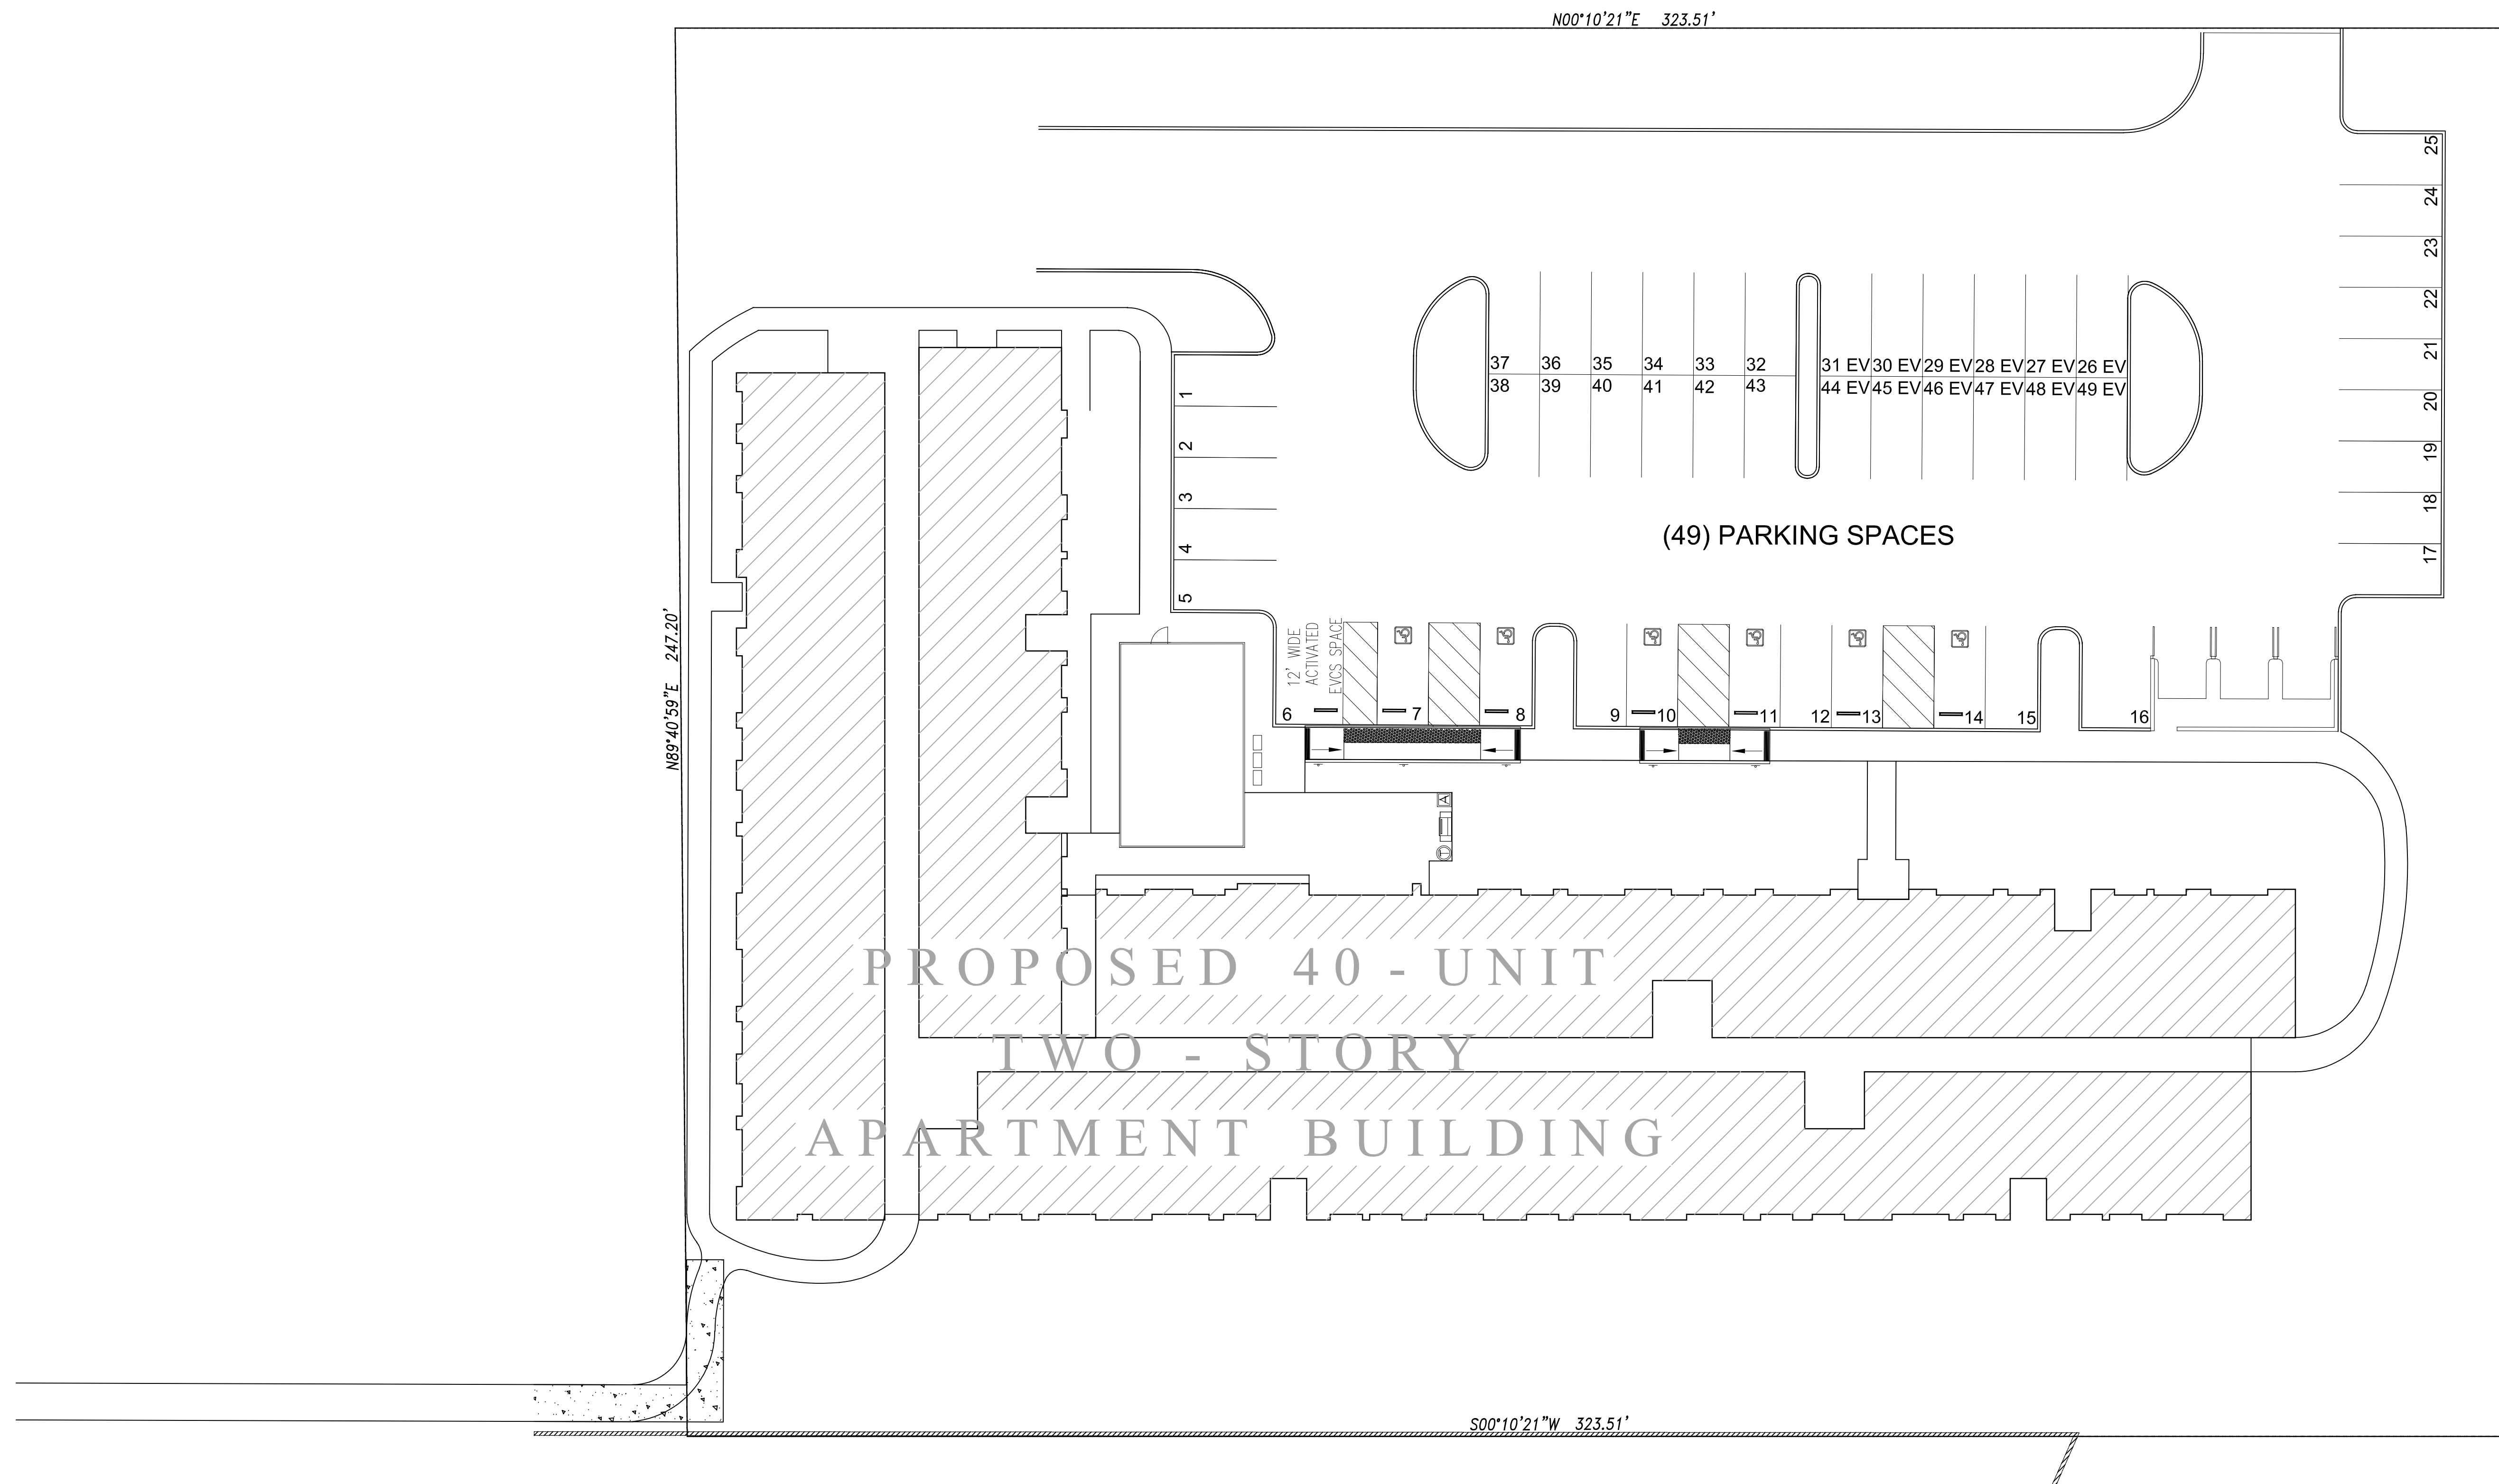 N00°10'21"E 323.51'
25
24
23
22
21
20
19
18
17
37 36 35 34 33 32 31 EV 30 EV 29 EV 28 EV 27 EV 26 EV
38 39 40 41 42 43 44 EV 45 EV 46 EV 47 EV 48 EV 49 EV
1
2
3
4
5
(49) PARKING SPACES
12' WIDE
ACTIVATED
EVCS SPACE
6 7 8 9 10 11 12 13 14 15 16
N89°40'59"E 247.20'
A
T
PROPOSED 40-UNIT
TWO-STORY
APARTMENT BUILDING
S00°10'21"W 323.51'